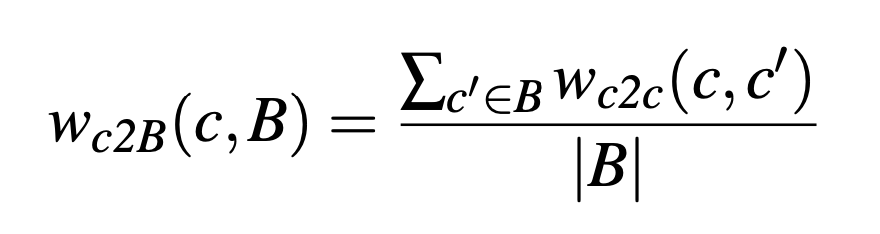 w_{c2B}(c, B) = \frac{\sum_{c' \in B} w_{c2c}(c, c')}{|B|}